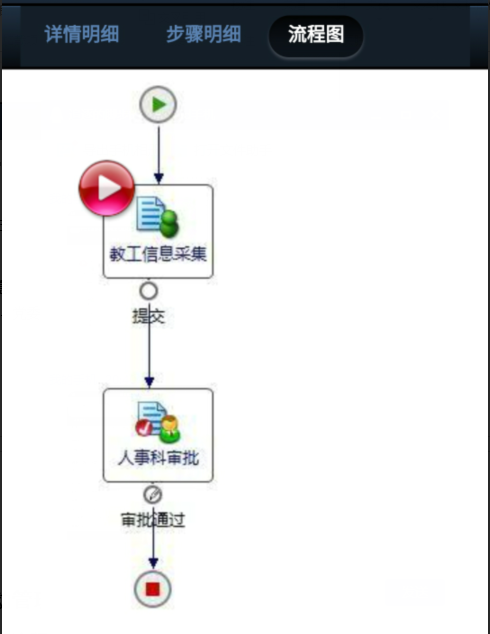 详情明细 步骤明细 流程图
教工信息采集
提交
人事科审批
审批通过